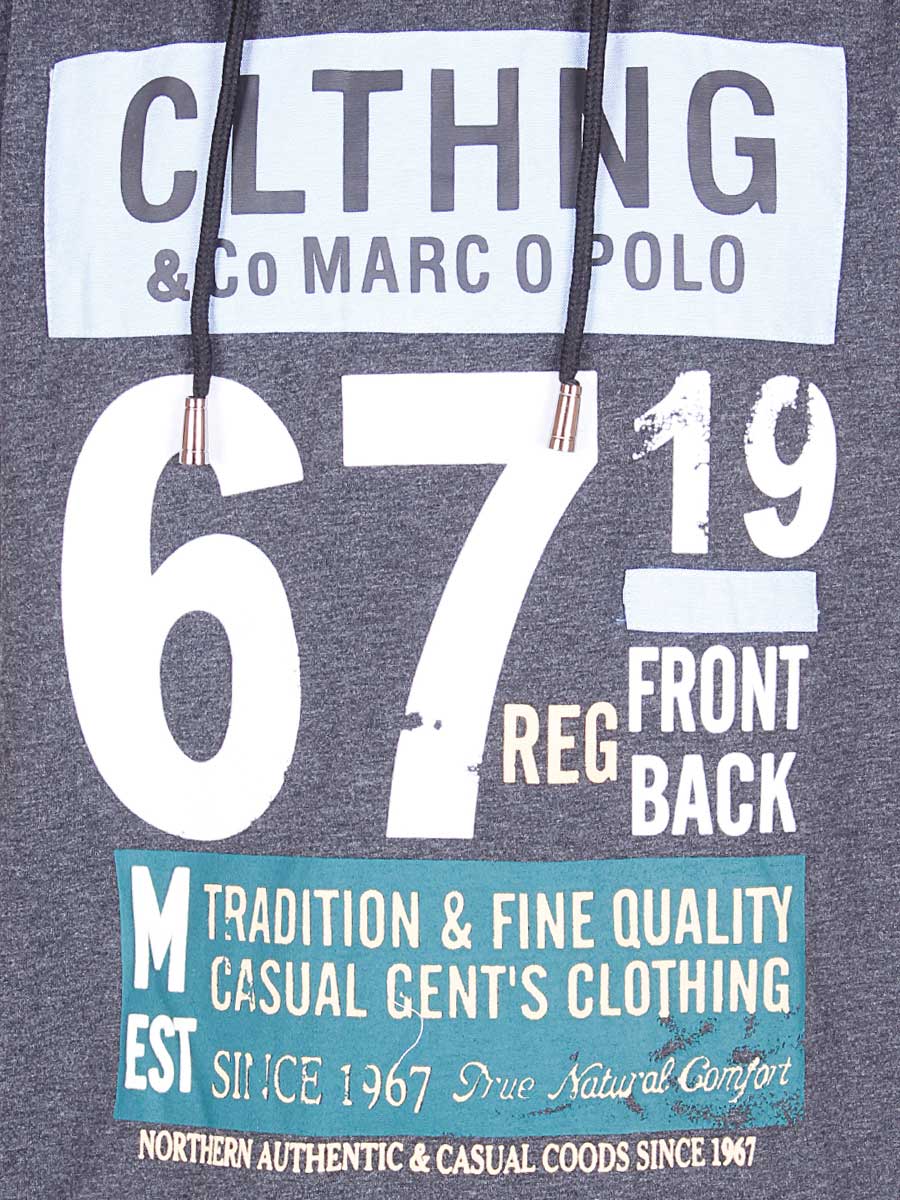 CLTHNG
& Co MARC O POLO
67 19
REG FRONT
BACK
M TRADITION & FINE QUALITY
CASUAL GENT'S CLOTHING
EST SINCE 1967 True Natural Comfort
NORTHERN AUTHENTIC & CASUAL COODS SINCE 1967